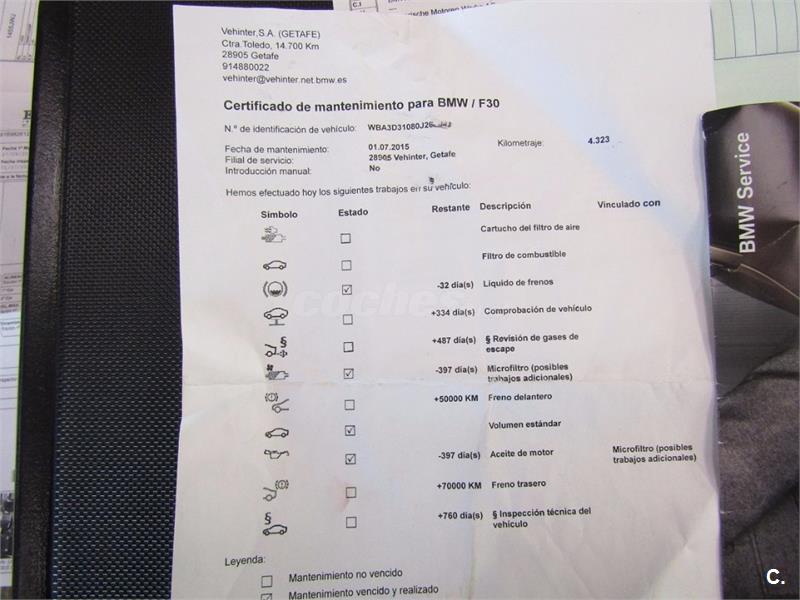 Vehinter,S.A. (GETAFE)
Ctra.Toledo, 14.700 Km
28905 Getafe
914880022
vehinter@vehinter.net.bmw.es
Certificado de mantenimiento para BMW / F30
N.º de identificación de vehículo: WBA3D31080J26
Fecha de mantenimiento: 01.07.2015 Kilometraje: 4.323
Filial de servicio: 28905 Vehinter, Getafe
Introducción manual: No
Hemos efectuado hoy los siguientes trabajos en su vehículo:
Símbolo Estado Restante Descripción Vinculado con
Cartucho del filtro de aire
Filtro de combustible
-32 día(s) Líquido de frenos
+334 día(s) Comprobación de vehículo
+487 día(s) § Revisión de gases de
escape
-397 día(s) Microfiltro (posibles
trabajos adicionales)
+50000 KM Freno delantero
Volumen estándar
-397 día(s) Aceite de motor Microfiltro (posibles
trabajos adicionales)
+70000 KM Freno trasero
+760 día(s) § Inspección técnica del
vehículo
Leyenda:
Mantenimiento no vencido
Mantenimiento vencido y realizado
BMW Service
coches
C.